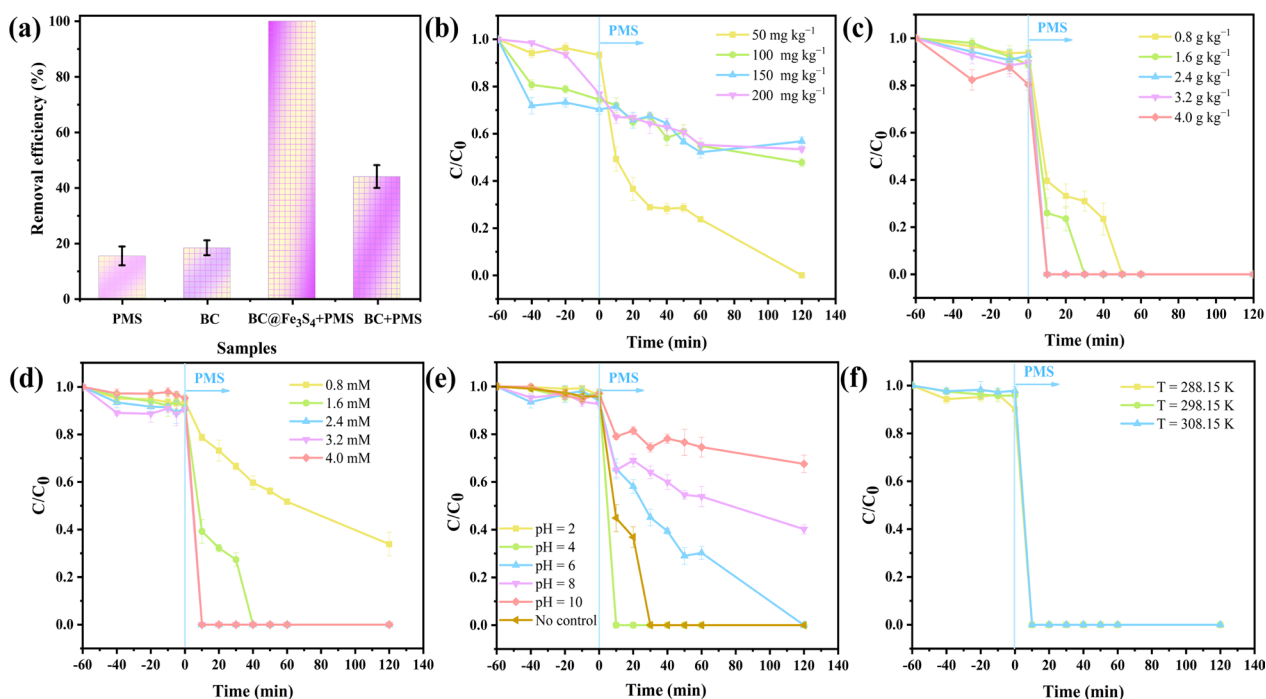 (a)
Removal efficiency (%)
100
80
60
40
20
0
PMS BC BC@Fe₃S₄+PMS BC+PMS
Samples
(b)
PMS
50 mg kg⁻¹
100 mg kg⁻¹
150 mg kg⁻¹
200 mg kg⁻¹
C/C₀
1.0
0.8
0.6
0.4
0.2
0.0
-60 -40 -20 0 20 40 60 80 100 120 140
Time (min)
(c)
PMS
0.8 g kg⁻¹
1.6 g kg⁻¹
2.4 g kg⁻¹
3.2 g kg⁻¹
4.0 g kg⁻¹
C/C₀
1.0
0.8
0.6
0.4
0.2
0.0
-60 -40 -20 0 20 40 60 80 100 120
Time (min)
(d)
PMS
0.8 mM
1.6 mM
2.4 mM
3.2 mM
4.0 mM
C/C₀
1.0
0.8
0.6
0.4
0.2
0.0
-60 -40 -20 0 20 40 60 80 100 120 140
Time (min)
(e)
PMS
C/C₀
1.0
0.8
0.6
0.4
0.2
0.0
pH = 2
pH = 4
pH = 6
pH = 8
pH = 10
No control
-60 -40 -20 0 20 40 60 80 100 120 140
Time (min)
(f)
PMS
T = 288.15 K
T = 298.15 K
T = 308.15 K
C/C₀
1.0
0.8
0.6
0.4
0.2
0.0
-60 -40 -20 0 20 40 60 80 100 120 140
Time (min)